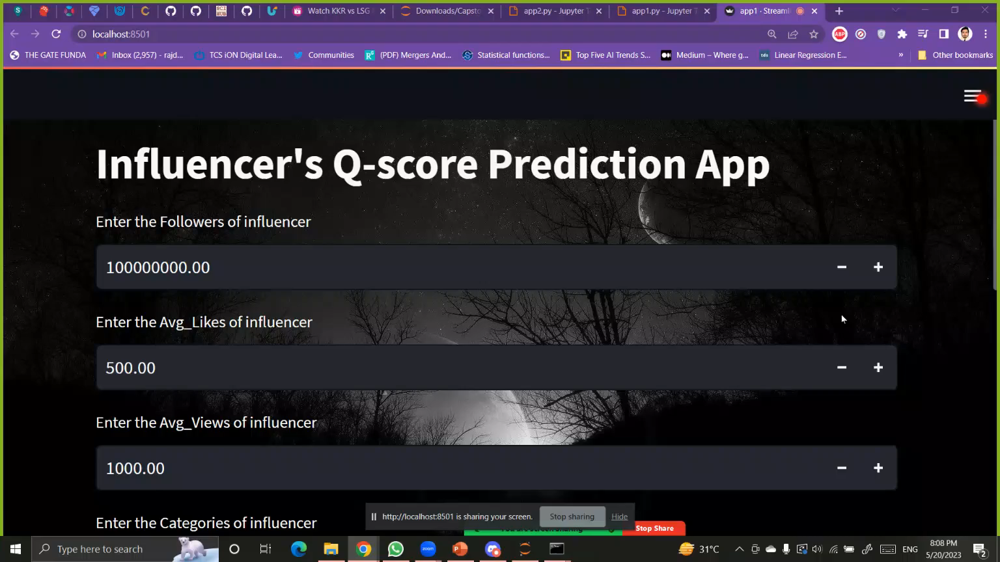 Watch KKR vs LSG
Downloads/Capsto
app2.py - Jupyter T
app1.py - Jupyter T
app1 · Streaml
localhost:8501
THE GATE FUNDA
Inbox (2,957) - rajd...
TCS iON Digital Lea...
Communities
(PDF) Mergers And...
Statistical functions...
Top Five AI Trends S...
Medium – Where g...
Linear Regression E...
»
Other bookmarks
Influencer's Q-score Prediction App
Enter the Followers of influencer
100000000.00
Enter the Avg_Likes of influencer
500.00
Enter the Avg_Views of influencer
1000.00
Enter the Categories of influencer
http://localhost:8501 is sharing your screen.
Stop sharing
Hide
Stop Share
Type here to search
31°C
ENG
8:08 PM
5/20/2023
2